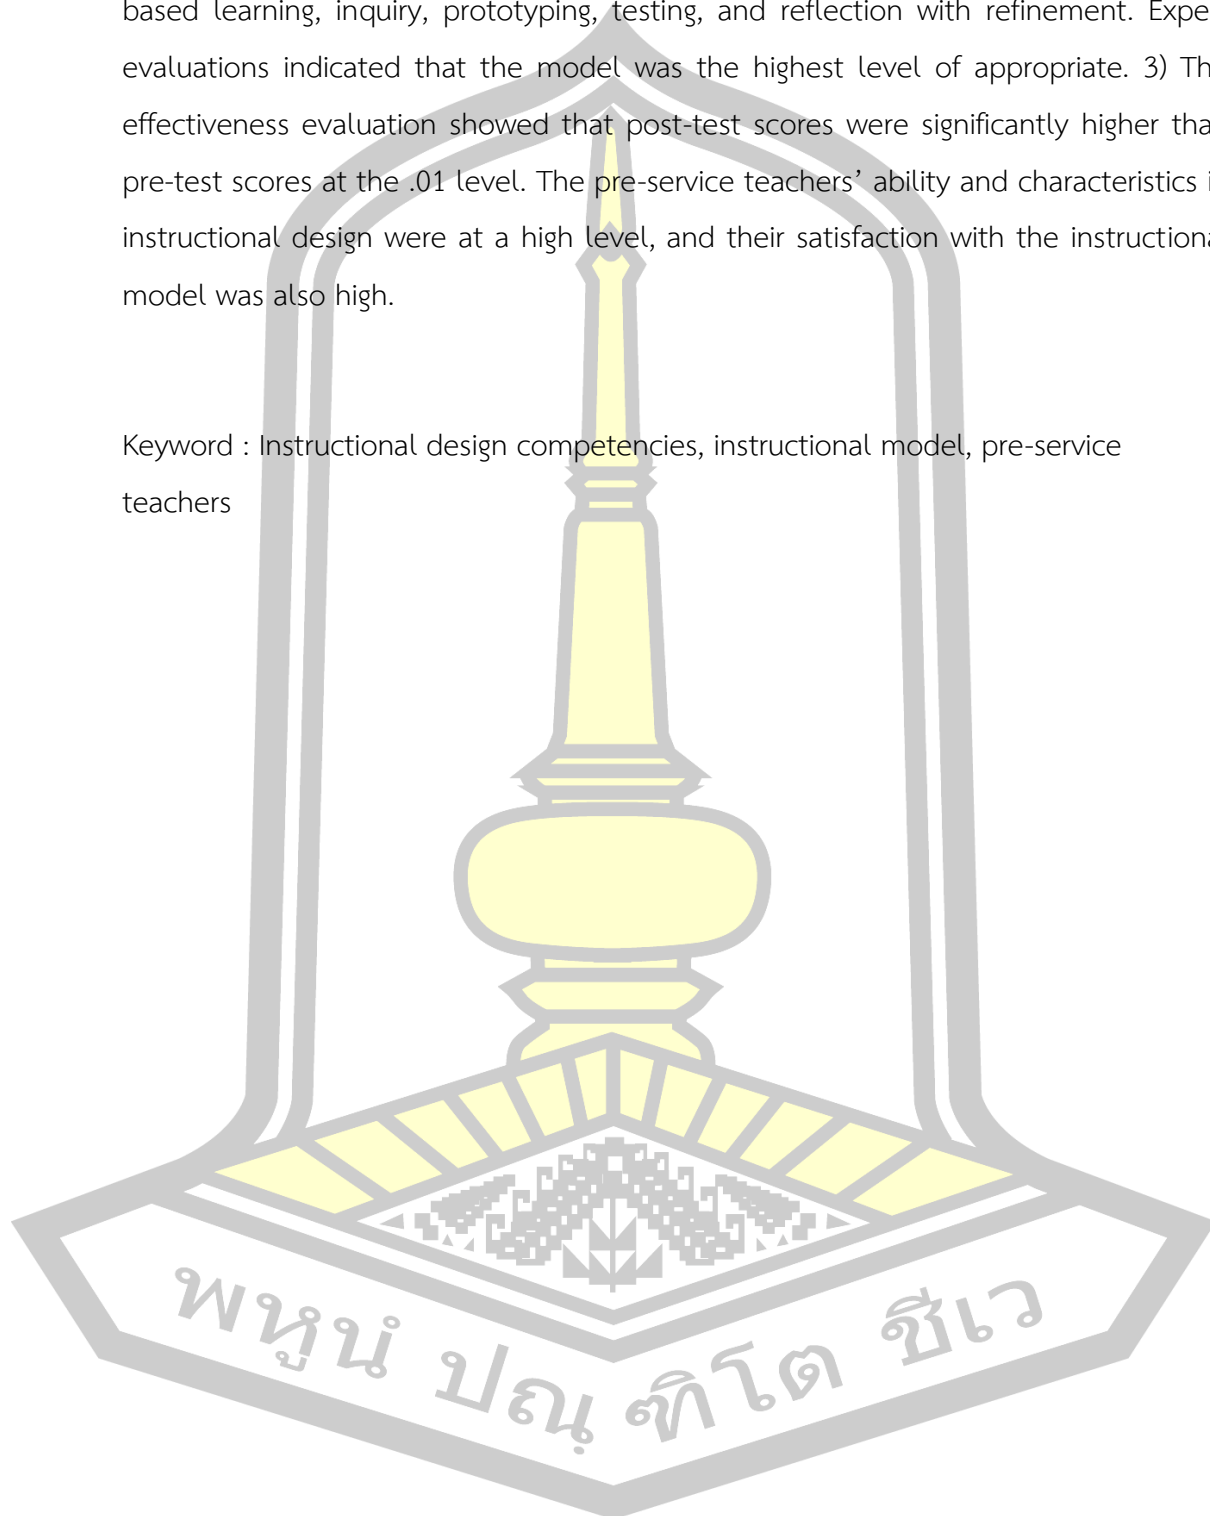 based learning, inquiry, prototyping, testing, and reflection with refinement. Expe
evaluations indicated that the model was the highest level of appropriate. 3) Th
effectiveness evaluation showed that post-test scores were significantly higher tha
pre-test scores at the .01 level. The pre-service teachers’ ability and characteristics i
instructional design were at a high level, and their satisfaction with the instructiona
model was also high.
Keyword : Instructional design competencies, instructional model, pre-service
teachers
พหูนํ ปณฺ ฑิโต ชีเว